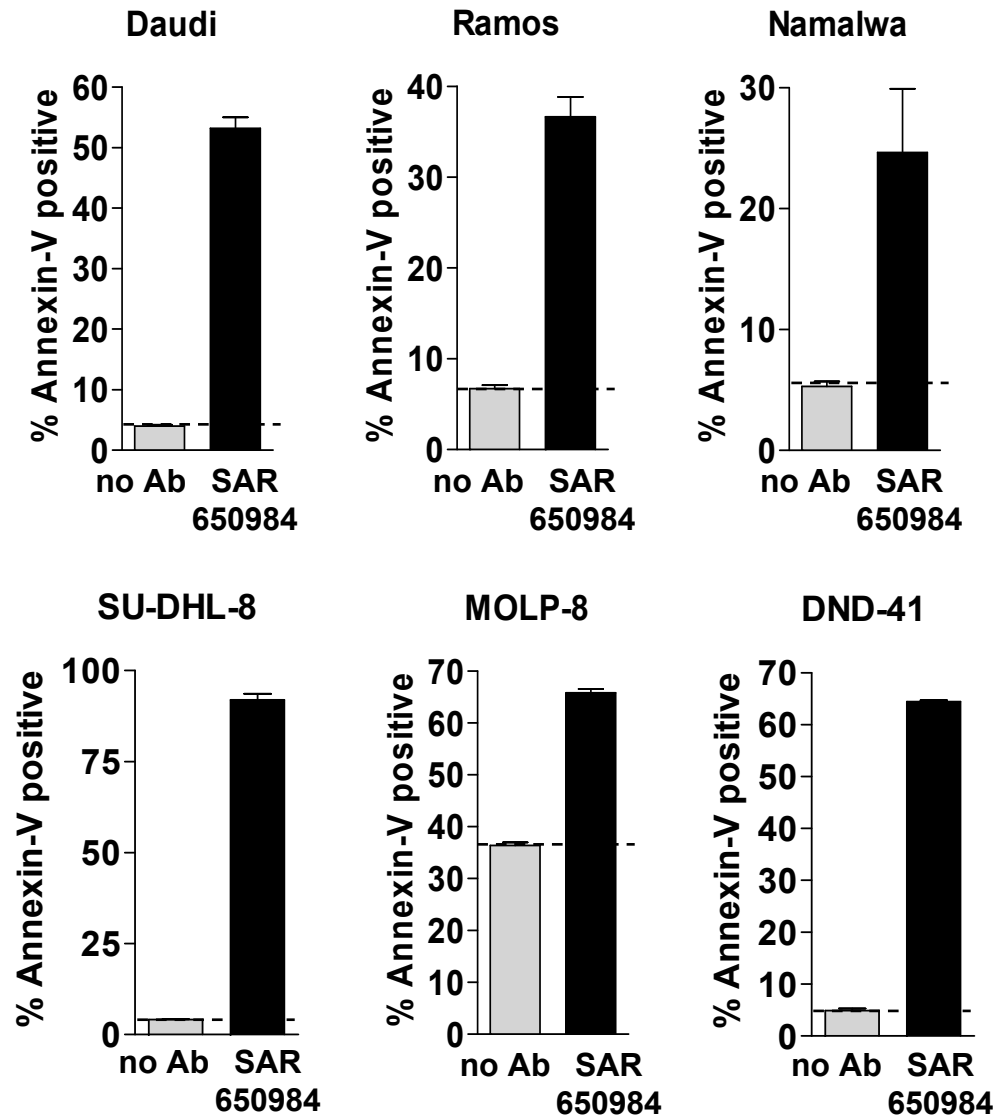 Daudi
% Annexin-V positive
60
50
40
30
20
10
0
no Ab SAR
650984
Ramos
% Annexin-V positive
40
30
20
10
0
no Ab SAR
650984
Namalwa
% Annexin-V positive
30
20
10
0
no Ab SAR
650984
SU-DHL-8
% Annexin-V positive
100
75
50
25
0
no Ab SAR
650984
MOLP-8
% Annexin-V positive
70
60
50
40
30
20
10
0
no Ab SAR
650984
DND-41
% Annexin-V positive
70
60
50
40
30
20
10
0
no Ab SAR
650984